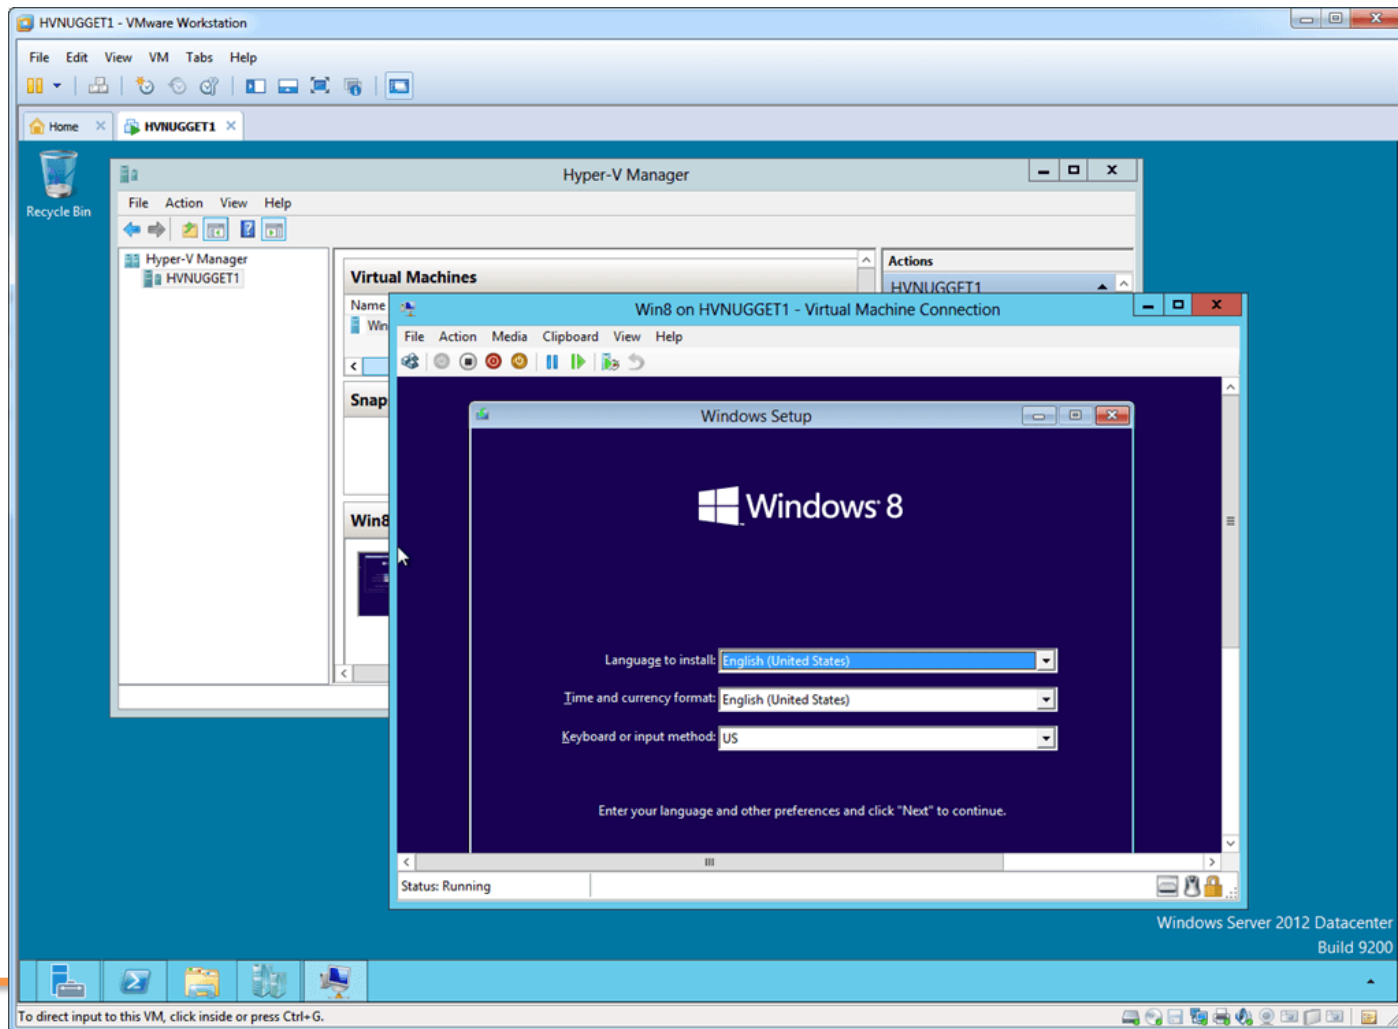 HVNUGGET1 - VMware Workstation
File Edit View VM Tabs Help
Home HVNUGGET1
Recycle Bin
Hyper-V Manager
File Action View Help
Hyper-V Manager
HVNUGGET1
Virtual Machines
Name
Win
Snap
Win8
Actions
HVNUGGET1
Win8 on HVNUGGET1 - Virtual Machine Connection
File Action Media Clipboard View Help
Windows Setup
Windows 8
Language to install: English (United States)
Time and currency format: English (United States)
Keyboard or input method: US
Enter your language and other preferences and click "Next" to continue.
Status: Running
Windows Server 2012 Datacenter
Build 9200
To direct input to this VM, click inside or press Ctrl+G.